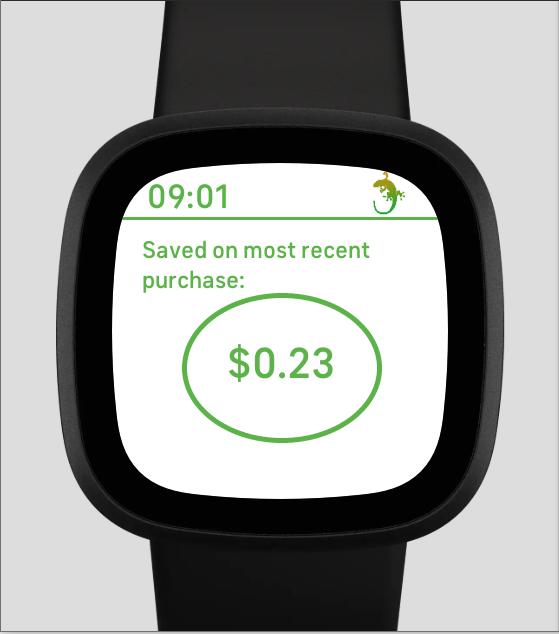 09:01
Saved on most recent
purchase:
$0.23